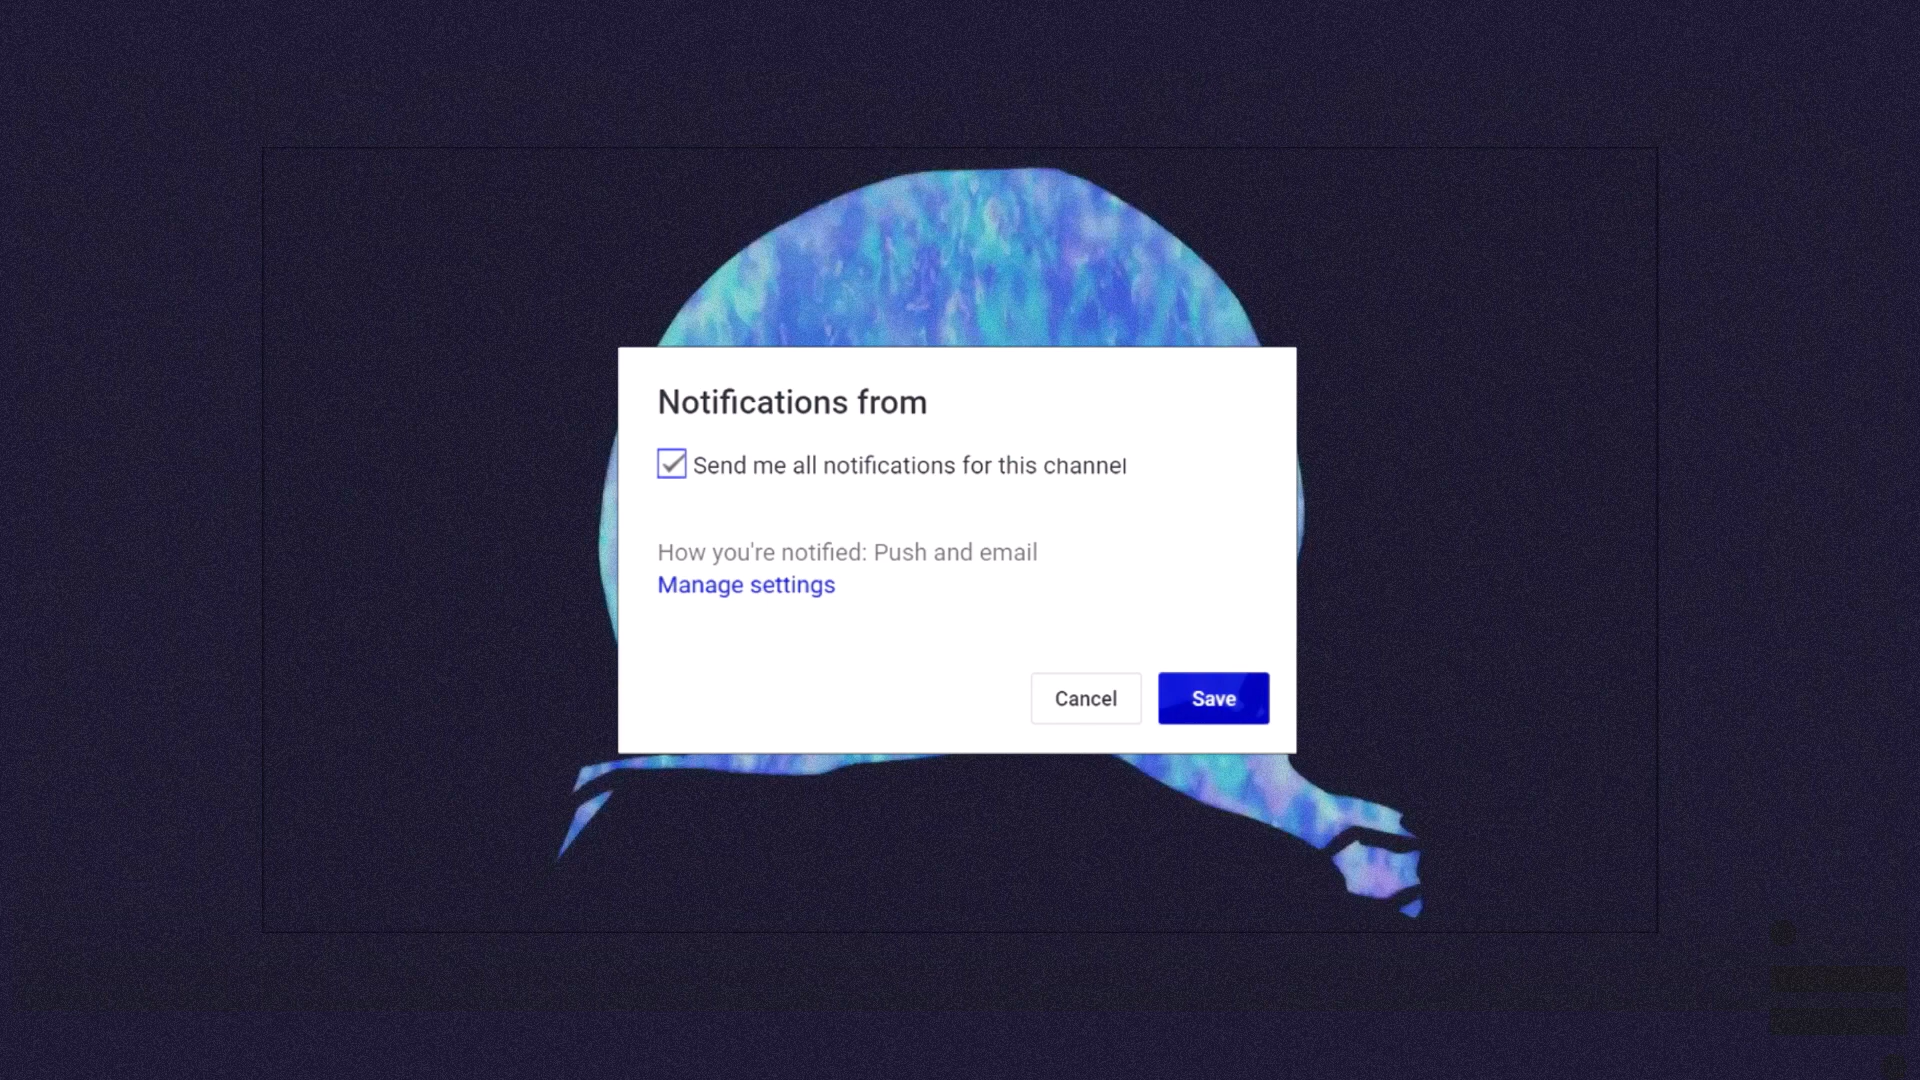 Notifications from
Send me all notifications for this channel
How you're notified: Push and email
Manage settings
Cancel
Save